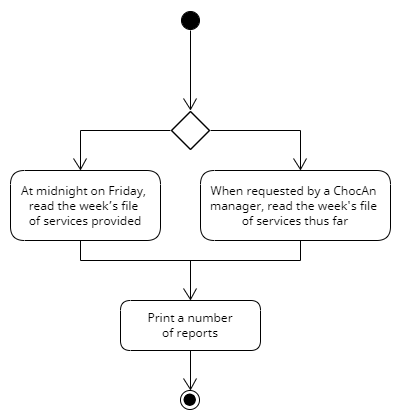 At midnight on Friday,
read the week's file
of services provided
When requested by a ChocAn
manager, read the week's file
of services thus far
Print a number
of reports